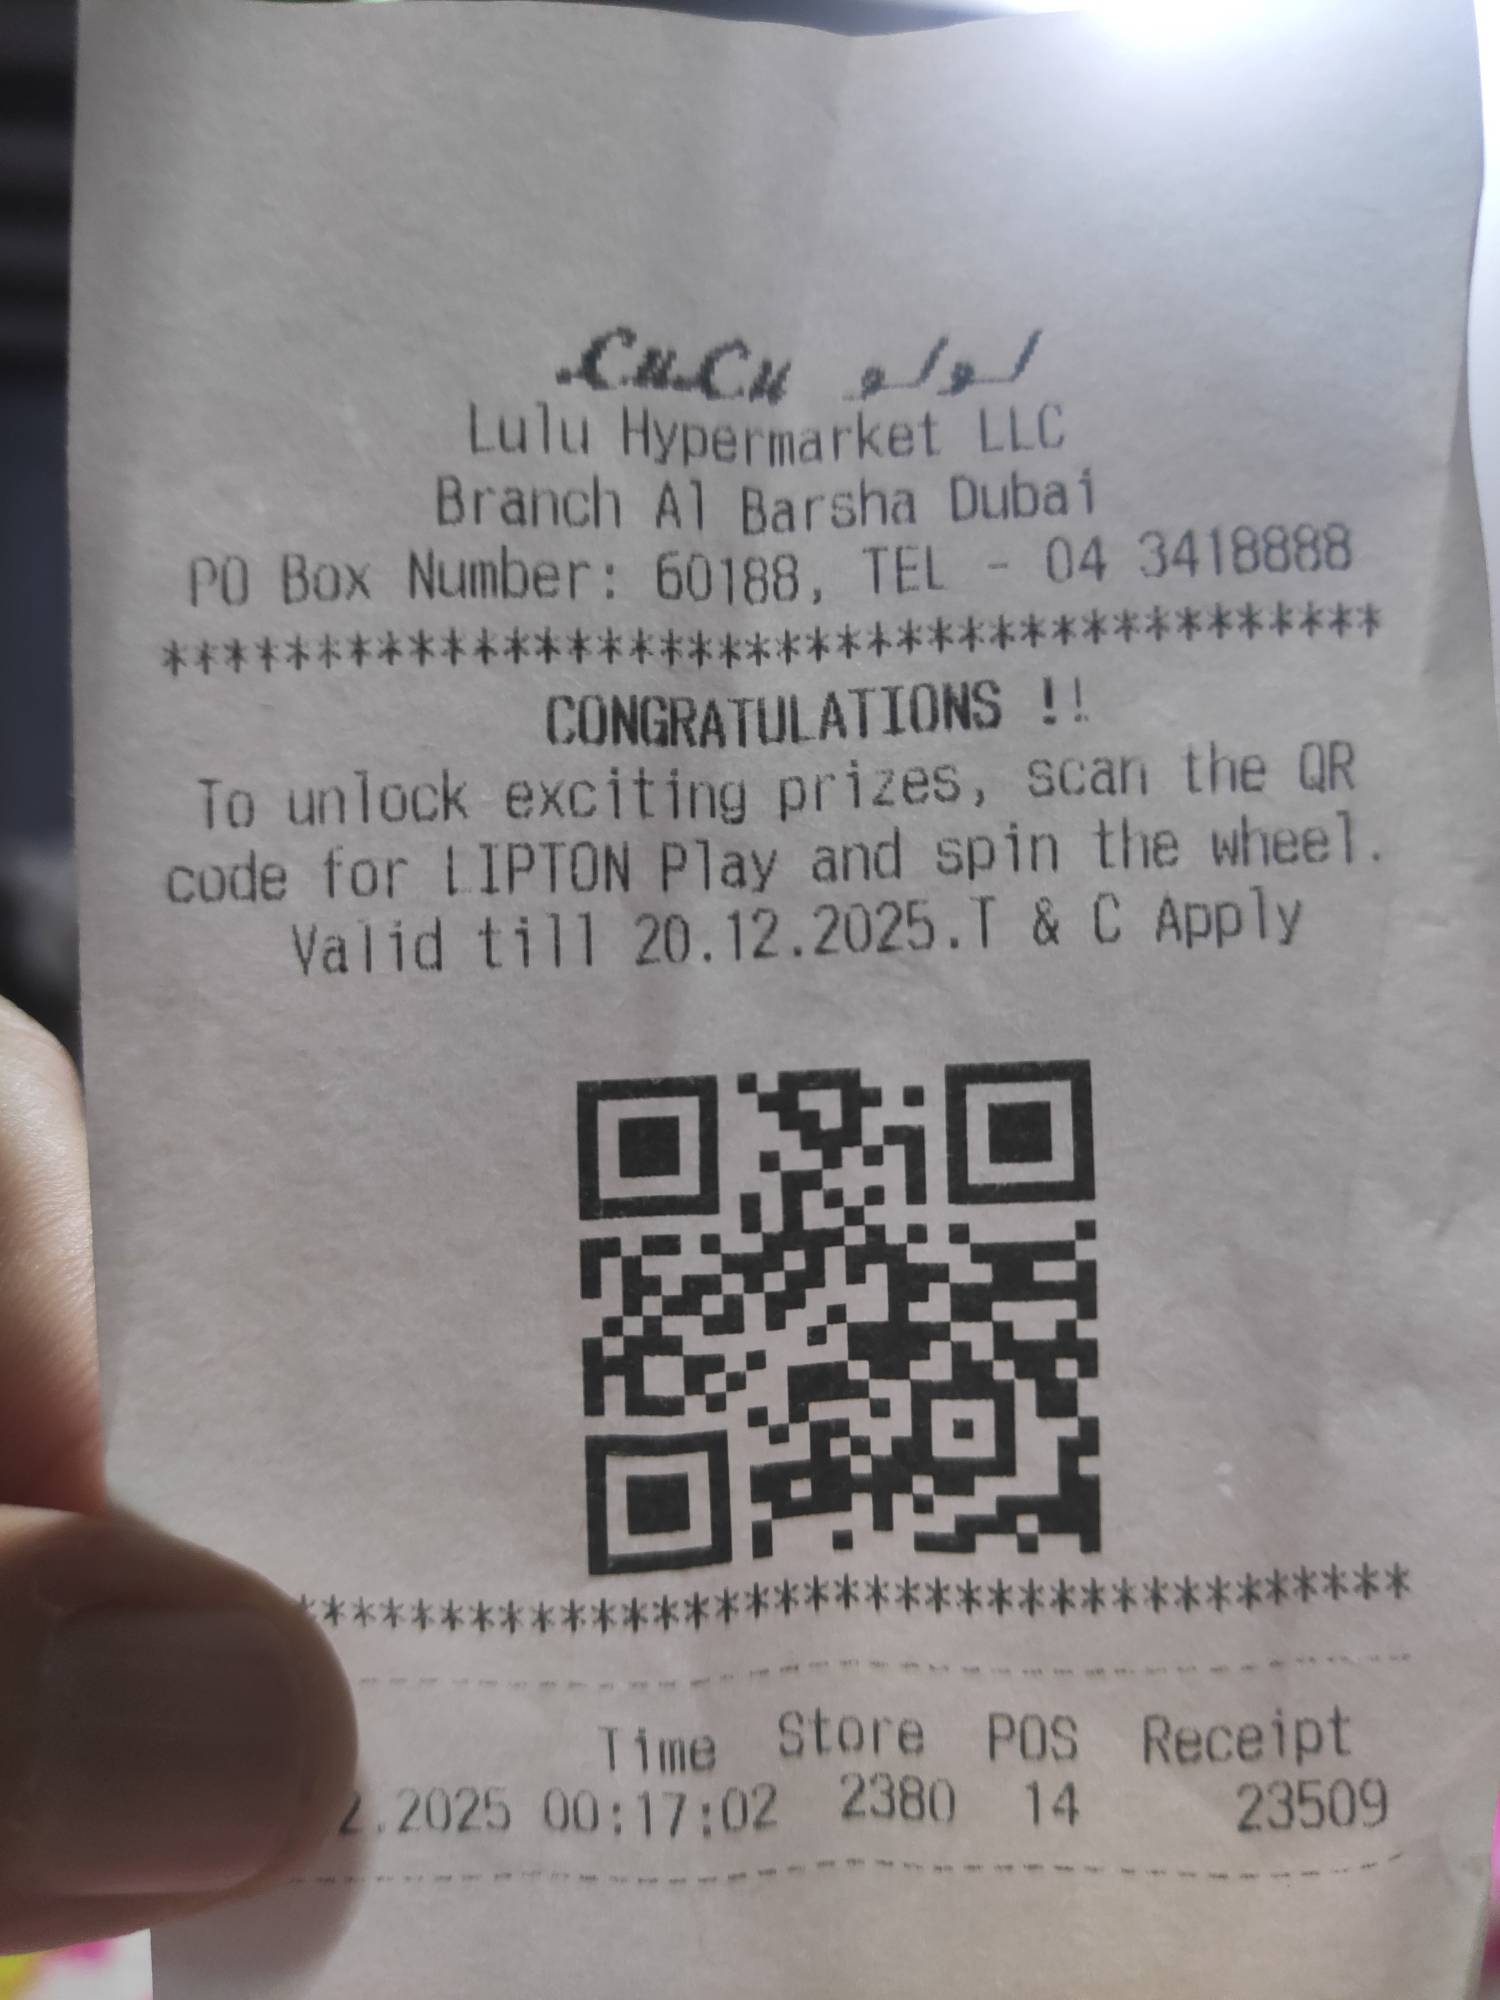 LuLu لولو
Lulu Hypermarket LLC
Branch Al Barsha Dubai
PO Box Number: 60188, TEL - 04 3418888
***************************************
CONGRATULATIONS !!
To unlock exciting prizes, scan the QR
code for LIPTON Play and spin the wheel.
Valid till 20.12.2025.T & C Apply
***********************************
Time Store POS Receipt
2.2025 00:17:02 2380 14 23509